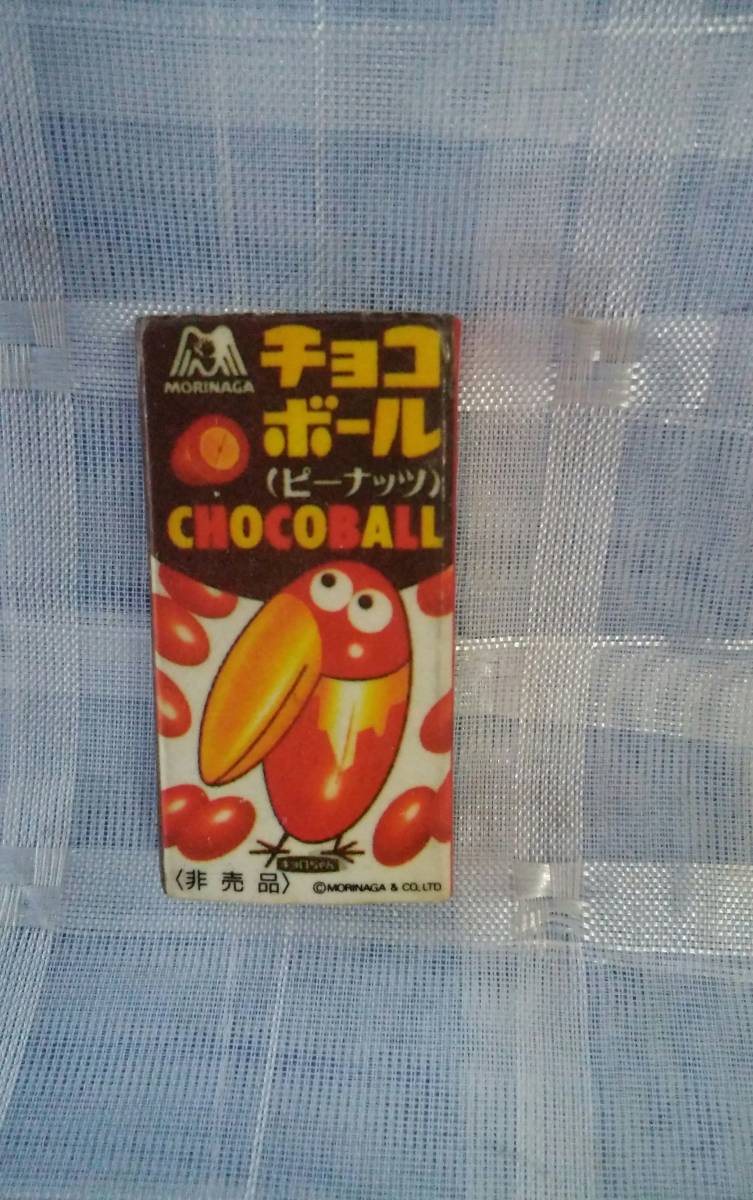 MORINAGA
チョコ
ボール
(ピーナッツ)
CHOCOBALL
キョロちゃん
〈非売品〉
©MORINAGA & CO., LTD